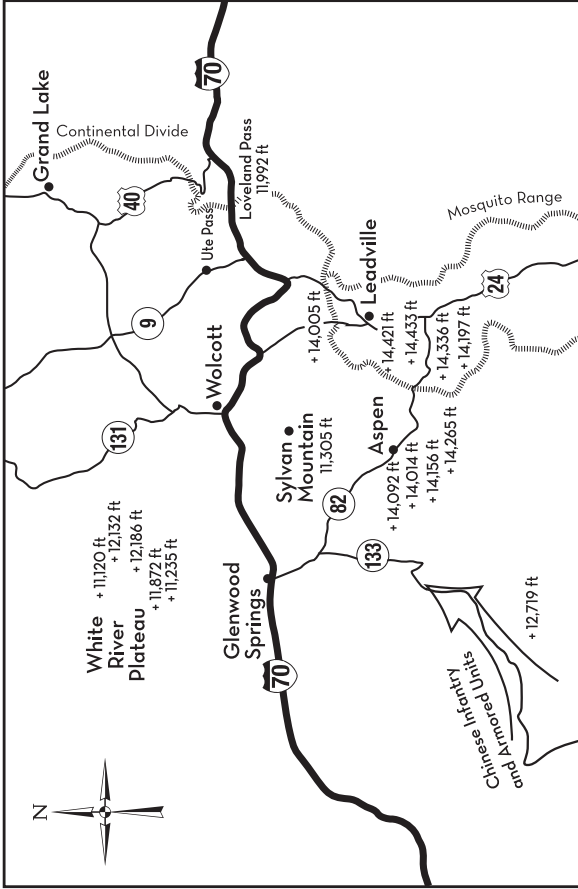 N
White
River
Plateau
+ 11,120 ft
+ 12,132 ft
+ 12,186 ft
+ 11,872 ft
+ 11,235 ft
131
9
40
Grand Lake
Continental Divide
70
Wolcott
Ute Pass
Loveland Pass
11,992 ft
Glenwood
Springs
70
Sylvan
Mountain
11,305 ft
+ 14,005 ft
Leadville
Mosquito Range
82
133
Aspen
+ 14,092 ft
+ 14,014 ft
+ 14,156 ft
+ 14,265 ft
+ 14,421 ft
+ 14,433 ft
+ 14,336 ft
+ 14,197 ft
24
Chinese Infantry
and Armored Units
+ 12,719 ft